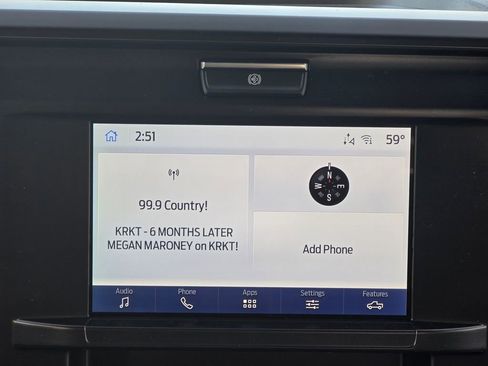 2:51
59°
99.9 Country!
KRKT - 6 MONTHS LATER
MEGAN MARONEY on KRKT!
N
W E
S
Add Phone
Audio
Phone
Apps
Settings
Features